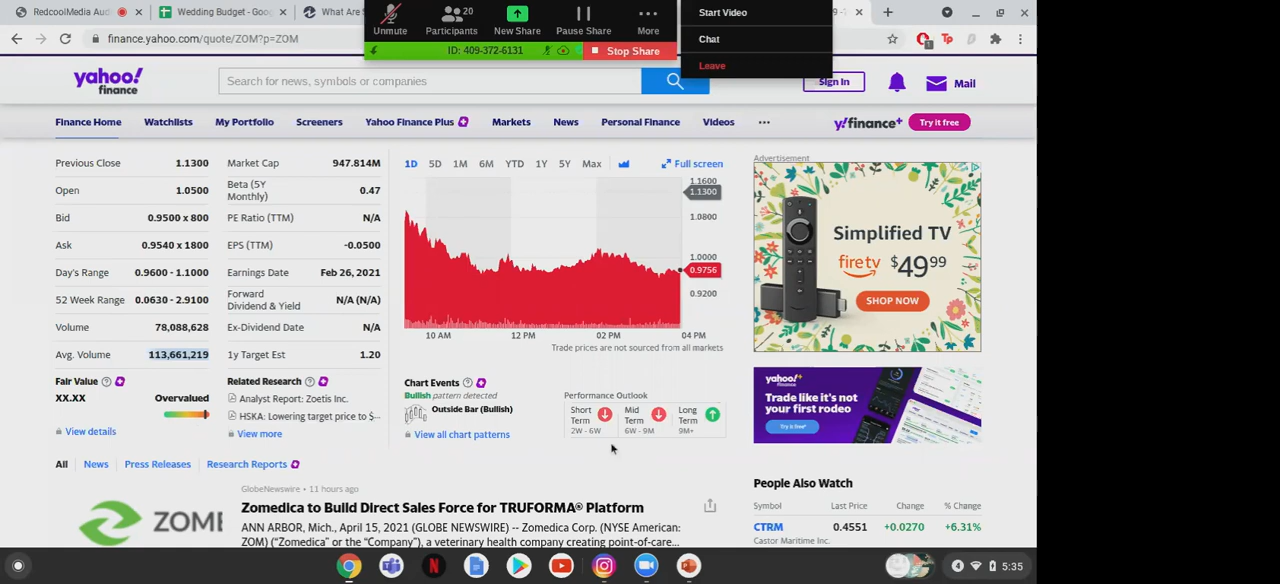 RedcoolMedia Aud
Wedding Budget - Goog
What Are
Unmute
Participants
20
New Share
Pause Share
More
Start Video
Chat
Leave
ID: 409-372-6131
Stop Share
finance.yahoo.com/quote/ZOM?p=ZOM
yahoo!
finance
Search for news, symbols or companies
Sign In
Mail
Finance Home
Watchlists
My Portfolio
Screeners
Yahoo Finance Plus
Markets
News
Personal Finance
Videos
...
y!finance+
Try it free
Previous Close 1.1300
Open 1.0500
Bid 0.9500 x 800
Ask 0.9540 x 1800
Day's Range 0.9600 - 1.1000
52 Week Range 0.0630 - 2.9100
Volume 78,088,628
Avg. Volume 113,661,219
Market Cap 947.814M
Beta (5Y
Monthly) 0.47
PE Ratio (TTM) N/A
EPS (TTM) -0.0500
Earnings Date Feb 26, 2021
Forward
Dividend & Yield N/A (N/A)
Ex-Dividend Date N/A
1y Target Est 1.20
1D 5D 1M 6M YTD 1Y 5Y Max
Full screen
1.1600
1.1300
1.0800
1.0000
0.9756
0.9200
10 AM 12 PM 02 PM 04 PM
Trade prices are not sourced from all markets
Fair Value
XX.XX Overvalued
View details
Related Research
Analyst Report: Zoetis Inc.
HSKA: Lowering target price to $...
View more
Chart Events
Bullish pattern detected
Outside Bar (Bullish)
View all chart patterns
Performance Outlook
Short
Term
2W - 6W
Mid
Term
6W - 9M
Long
Term
9M+
Advertisement
Simplified TV
fire tv
$49.99
SHOP NOW
yahoo!+
finance
Trade like it's
not your first
rodeo
Try it free*
All News Press Releases Research Reports
GlobeNewswire • 11 hours ago
Zomedica to Build Direct Sales Force for TRUFORMA® Platform
ANN ARBOR, Mich., April 15, 2021 (GLOBE NEWSWIRE) -- Zomedica Corp. (NYSE American:
ZOM) ("Zomedica" or the "Company"), a veterinary health company creating point-of-care...
ZOME
People Also Watch
Symbol Last Price Change % Change
CTRM 0.4551 +0.0270 +6.31%
Castor Maritime Inc.
4
5:35